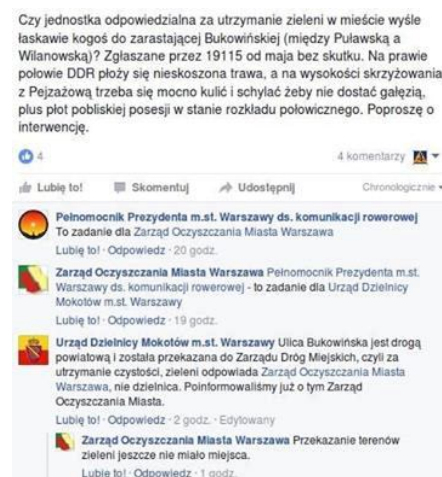 Czy jednostka odpowiedzialna za utrzymanie zieleni w mieście wyśle
łaskawie kogoś do zarastającej Bukowińskiej (między Puławską a
Wilanowską)? Zgłaszane przez 19115 od maja bez skutku. Na prawie
połowie DDR płoży się nieskoszona trawa, a na wysokości skrzyżowania
z Pejzażową trzeba się mocno kulić i schylać żeby nie dostać gałęzią,
plus płot pobliskiej posesji w stanie rozkładu połowicznego. Poproszę o
interwencję.
4
4 komentarzy
Lubię to! Skomentuj Udostępnij Chronologicznie
Pełnomocnik Prezydenta m.st. Warszawy ds. komunikacji rowerowej
To zadanie dla Zarząd Oczyszczania Miasta Warszawa
Lubię to! · Odpowiedz · 20 godz.
Zarząd Oczyszczania Miasta Warszawa Pełnomocnik Prezydenta m.st.
Warszawy ds. komunikacji rowerowej - to zadanie dla Urząd Dzielnicy
Mokotów m.st. Warszawy
Lubię to! · Odpowiedz · 19 godz.
Urząd Dzielnicy Mokotów m.st. Warszawy Ulica Bukowińska jest drogą
powiatową i została przekazana do Zarządu Dróg Miejskich, czyli za
utrzymanie czystości, zieleni odpowiada Zarząd Oczyszczania Miasta
Warszawa, nie dzielnica. Poinformowaliśmy już o tym Zarząd
Oczyszczania Miasta.
Lubię to! · Odpowiedz · 2 godz. · Edytowany
Zarząd Oczyszczania Miasta Warszawa Przekazanie terenów
zieleni jeszcze nie miało miejsca.
Lubię to! · Odpowiedz · 1 godz.